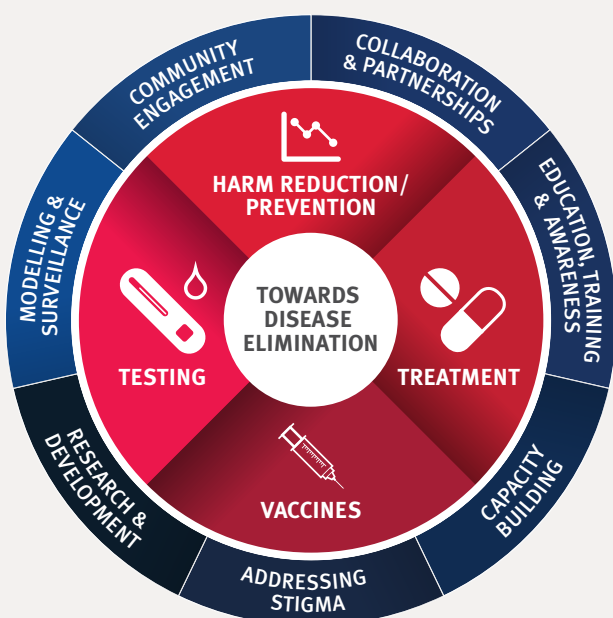 COMMUNITY
ENGAGEMENT
COLLABORATION
& PARTNERSHIPS
EDUCATION, TRAINING
& AWARENESS
CAPACITY
BUILDING
ADDRESSING
STIGMA
RESEARCH &
DEVELOPMENT
MODELLING &
SURVEILLANCE
HARM REDUCTION/
PREVENTION
TREATMENT
VACCINES
TESTING
TOWARDS
DISEASE
ELIMINATION